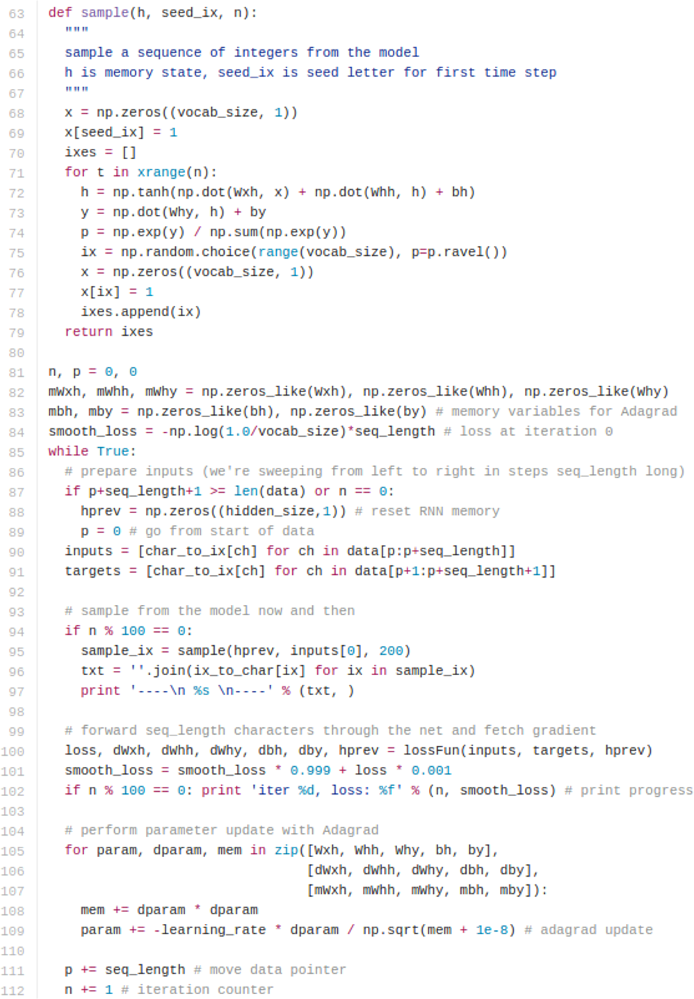 63 def sample(h, seed_ix, n):
64   """
65   sample a sequence of integers from the model
66   h is memory state, seed_ix is seed letter for first time step
67   """
68   x = np.zeros((vocab_size, 1))
69   x[seed_ix] = 1
70   ixes = []
71   for t in xrange(n):
72     h = np.tanh(np.dot(Wxh, x) + np.dot(Whh, h) + bh)
73     y = np.dot(Why, h) + by
74     p = np.exp(y) / np.sum(np.exp(y))
75     ix = np.random.choice(range(vocab_size), p=p.ravel())
76     x = np.zeros((vocab_size, 1))
77     x[ix] = 1
78     ixes.append(ix)
79   return ixes
80
81 n, p = 0, 0
82 mWxh, mWhh, mWhy = np.zeros_like(Wxh), np.zeros_like(Whh), np.zeros_like(Why)
83 mbh, mby = np.zeros_like(bh), np.zeros_like(by) # memory variables for Adagrad
84 smooth_loss = -np.log(1.0/vocab_size)*seq_length # loss at iteration 0
85 while True:
86   # prepare inputs (we're sweeping from left to right in steps seq_length long)
87   if p+seq_length+1 >= len(data) or n == 0:
88     hprev = np.zeros((hidden_size,1)) # reset RNN memory
89     p = 0 # go from start of data
90   inputs = [char_to_ix[ch] for ch in data[p:p+seq_length]]
91   targets = [char_to_ix[ch] for ch in data[p+1:p+seq_length+1]]
92
93   # sample from the model now and then
94   if n % 100 == 0:
95     sample_ix = sample(hprev, inputs[0], 200)
96     txt = ''.join(ix_to_char[ix] for ix in sample_ix)
97     print '----\n %s \n----' % (txt, )
98
99   # forward seq_length characters through the net and fetch gradient
100   loss, dWxh, dWhh, dWhy, dbh, dby, hprev = lossFun(inputs, targets, hprev)
101   smooth_loss = smooth_loss * 0.999 + loss * 0.001
102   if n % 100 == 0: print 'iter %d, loss: %f' % (n, smooth_loss) # print progress
103
104   # perform parameter update with Adagrad
105   for param, dparam, mem in zip([Wxh, Whh, Why, bh, by],
106                                 [dWxh, dWhh, dWhy, dbh, dby],
107                                 [mWxh, mWhh, mWhy, mbh, mby]):
108     mem += dparam * dparam
109     param += -learning_rate * dparam / np.sqrt(mem + 1e-8) # adagrad update
110
111   p += seq_length # move data pointer
112   n += 1 # iteration counter